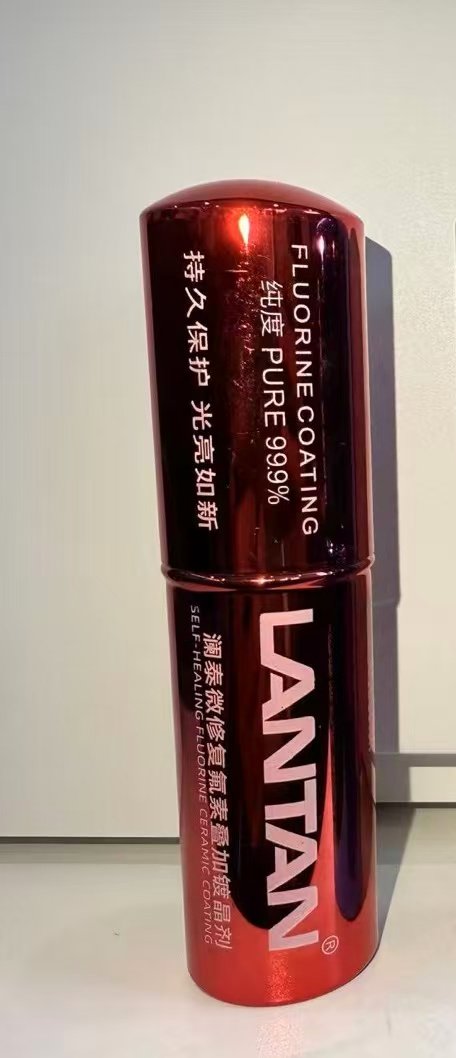 FLUORINE COATING
纯度 PURE 99.9%
持久保护 光亮如新
LANTAN®
澜泰微修复氟素叠加镀晶剂
SELF-HEALING FLUORINE CERAMIC COATING